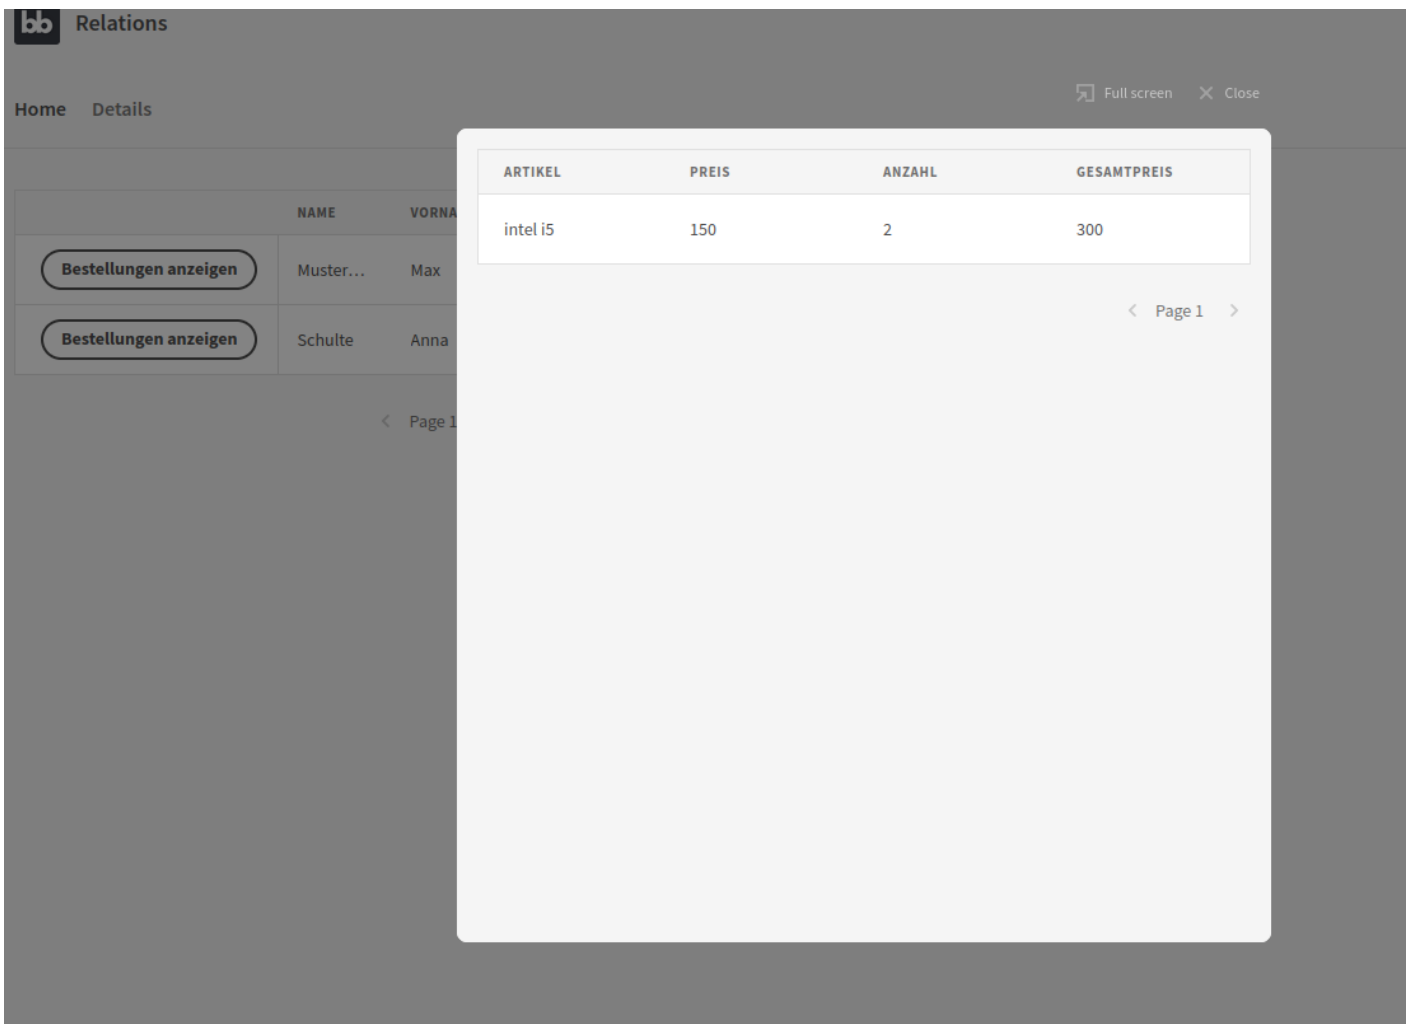 bb Relations
Home Details
Full screen Close
ARTIKEL PREIS ANZAHL GESAMTPREIS
intel i5 150 2 300
Page 1
NAME VORNA
Bestellungen anzeigen Muster... Max
Bestellungen anzeigen Schulte Anna
Page 1